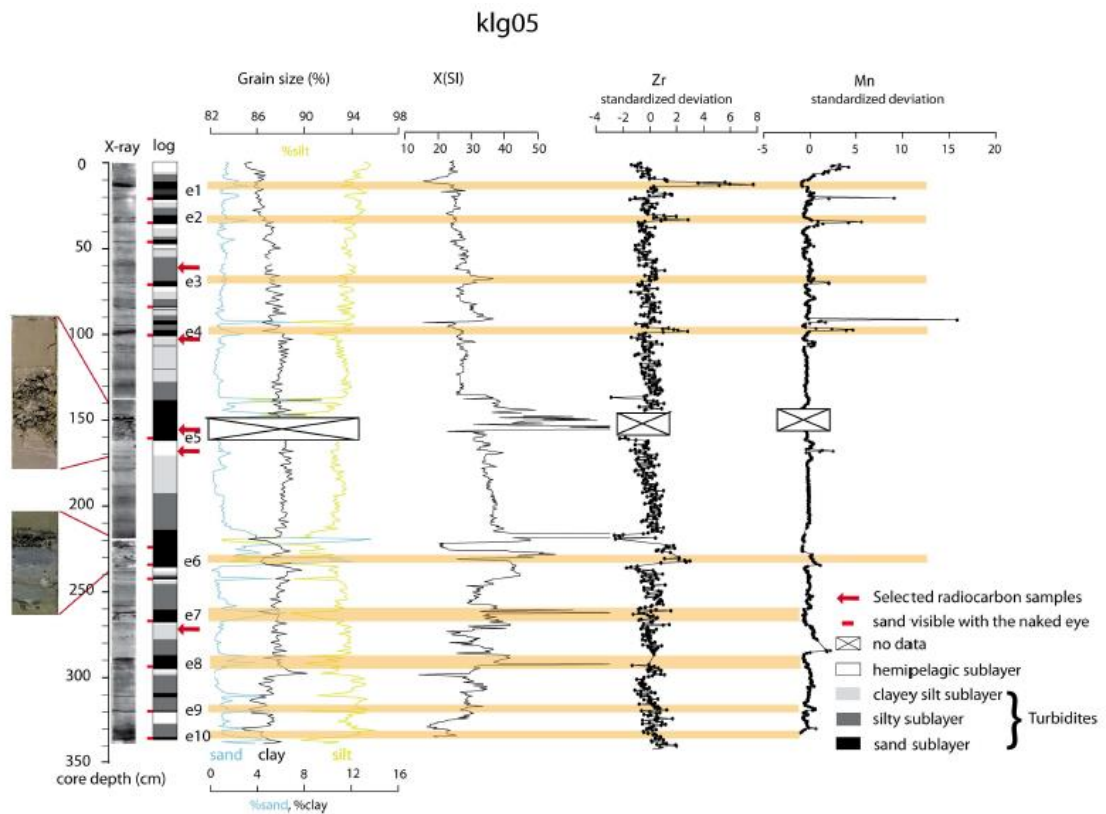 klg05
Grain size (%)
X(SI)
Zr
Mn
standardized deviation
standardized deviation
82 86 90 94 98
10 20 30 40 50
-4 -2 0 2 4 6 8
-5 0 5 10 15 20
X-ray
log
%silt
0
50
100
150
200
250
300
350
e1
e2
e3
e4
e5
e6
e7
e8
e9
e10
core depth (cm)
sand clay silt
0 4 8 12 16
%sand, %clay
Selected radiocarbon samples
sand visible with the naked eye
no data
hemipelagic sublayer
clayey silt sublayer
silty sublayer
sand sublayer
Turbidites